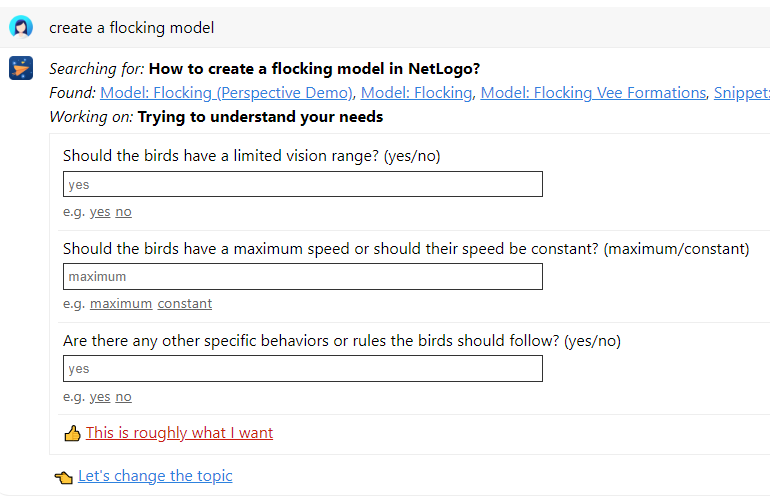 create a flocking model
Searching for: How to create a flocking model in NetLogo?
Found: Model: Flocking (Perspective Demo), Model: Flocking, Model: Flocking Vee Formations, Snippet:
Working on: Trying to understand your needs
Should the birds have a limited vision range? (yes/no)
yes
e.g. yes no
Should the birds have a maximum speed or should their speed be constant? (maximum/constant)
maximum
e.g. maximum constant
Are there any other specific behaviors or rules the birds should follow? (yes/no)
yes
e.g. yes no
This is roughly what I want
Let's change the topic